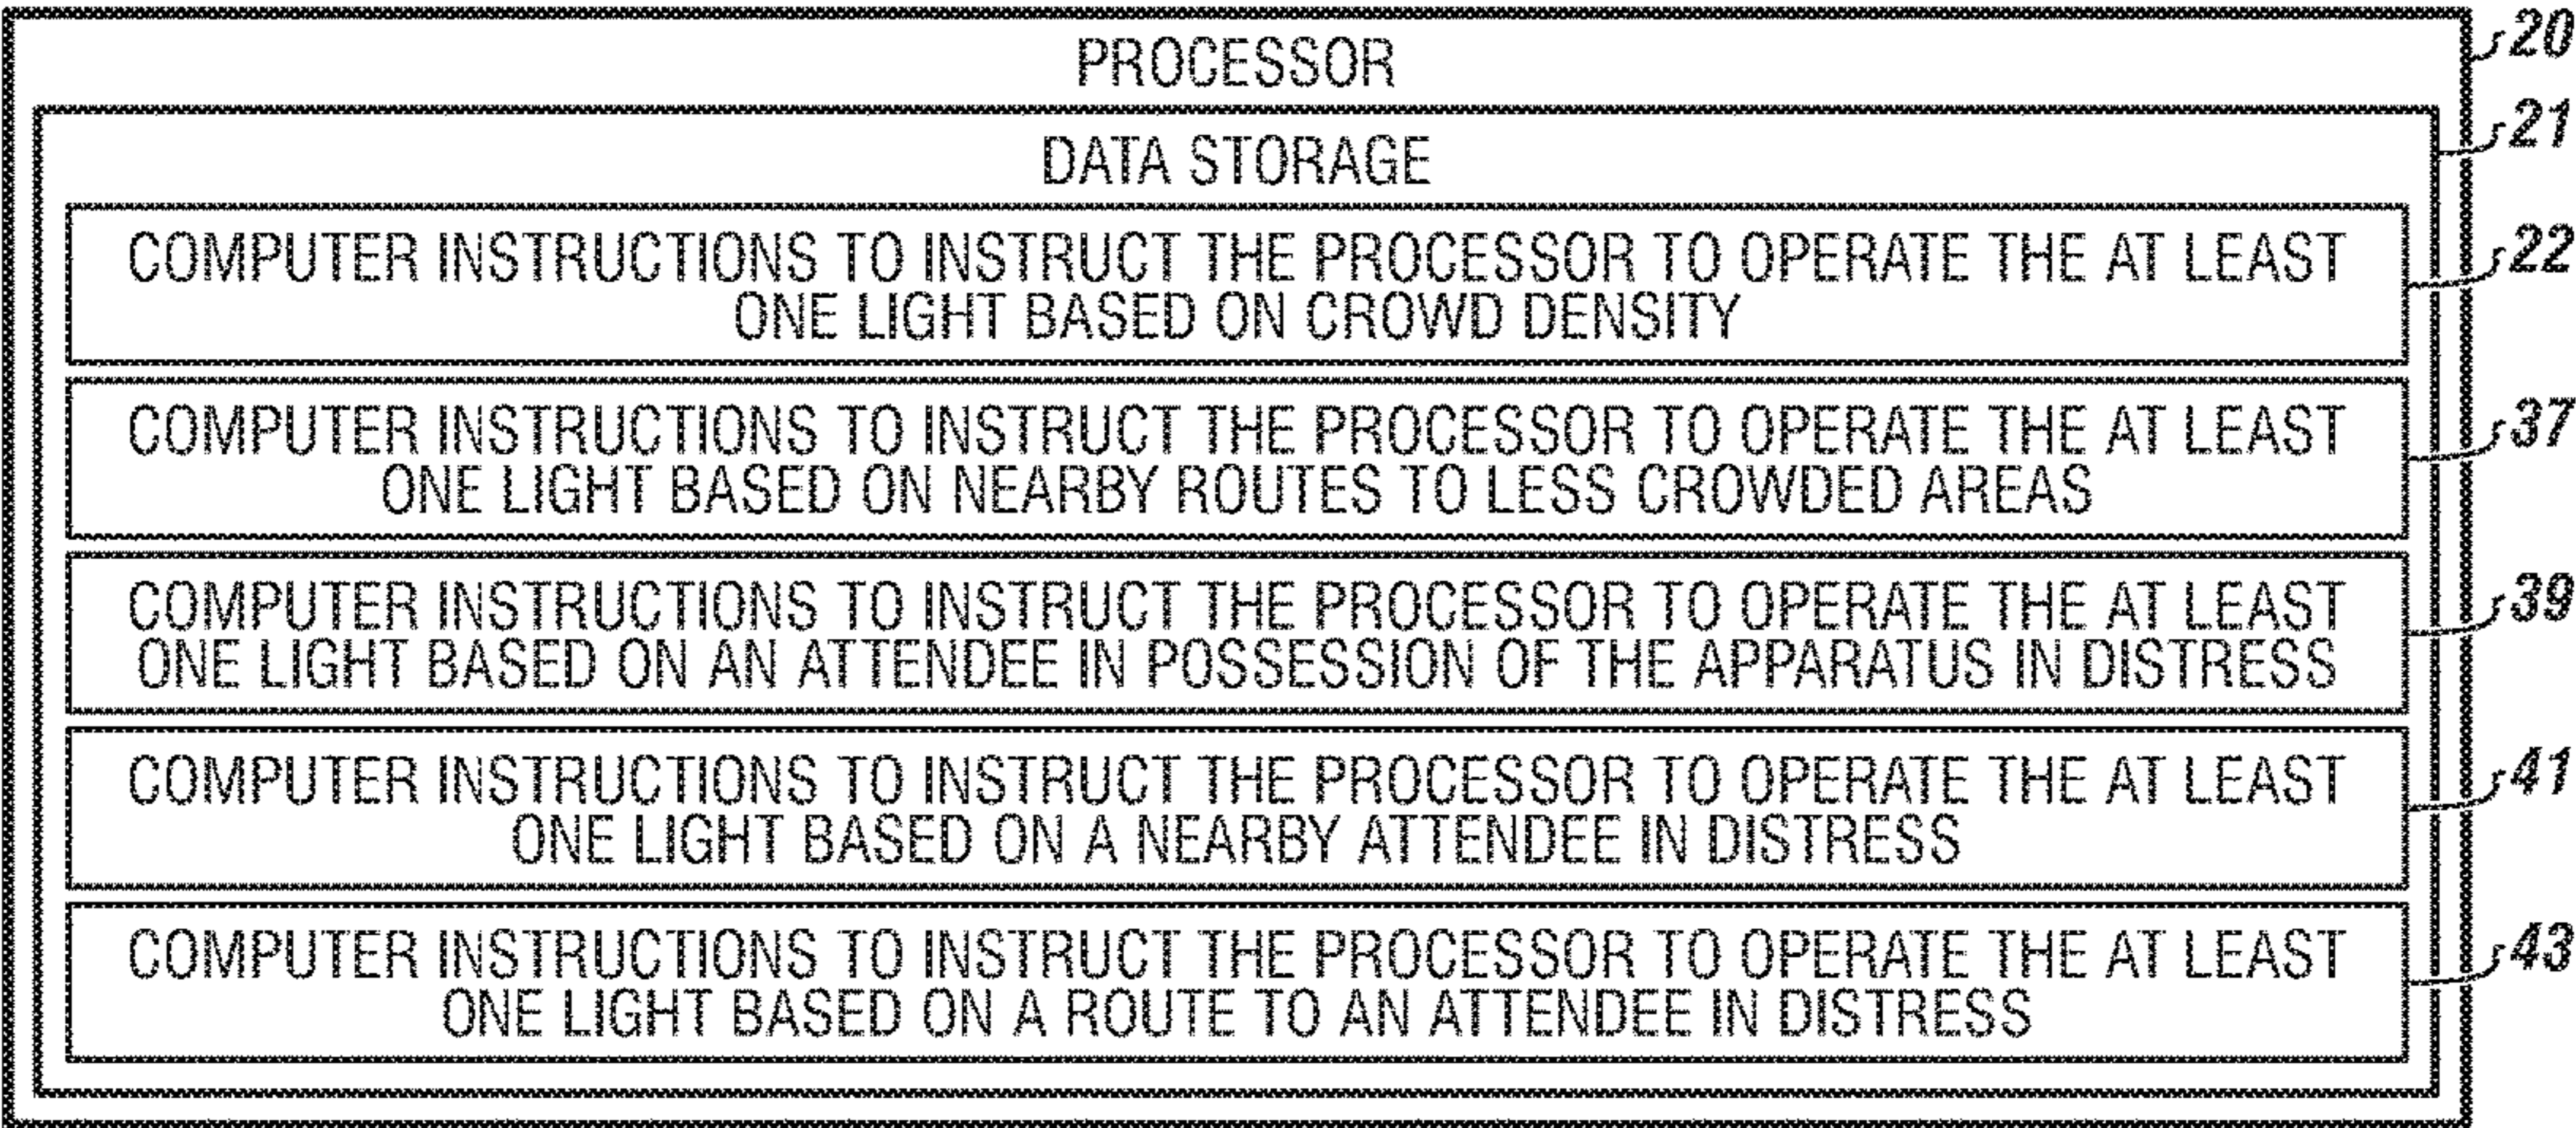 PROCESSOR
20
DATA STORAGE
21
COMPUTER INSTRUCTIONS TO INSTRUCT THE PROCESSOR TO OPERATE THE AT LEAST
ONE LIGHT BASED ON CROWD DENSITY
22
COMPUTER INSTRUCTIONS TO INSTRUCT THE PROCESSOR TO OPERATE THE AT LEAST
ONE LIGHT BASED ON NEARBY ROUTES TO LESS CROWDED AREAS
37
COMPUTER INSTRUCTIONS TO INSTRUCT THE PROCESSOR TO OPERATE THE AT LEAST
ONE LIGHT BASED ON AN ATTENDEE IN POSSESSION OF THE APPARATUS IN DISTRESS
39
COMPUTER INSTRUCTIONS TO INSTRUCT THE PROCESSOR TO OPERATE THE AT LEAST
ONE LIGHT BASED ON A NEARBY ATTENDEE IN DISTRESS
41
COMPUTER INSTRUCTIONS TO INSTRUCT THE PROCESSOR TO OPERATE THE AT LEAST
ONE LIGHT BASED ON A ROUTE TO AN ATTENDEE IN DISTRESS
43